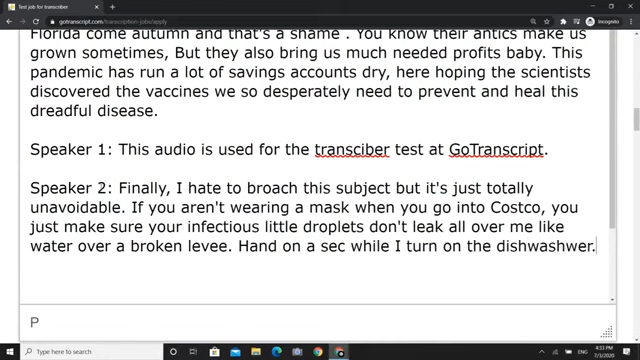 Test job for transcriber
Incognito
gotranscript.com/transcription-jobs/apply
Florida come autumn and that's a shame . You know their antics make us
grown sometimes, But they also bring us much needed profits baby. This
pandemic has run a lot of savings accounts dry, here hoping the scientists
discovered the vaccines we so desperately need to prevent and heal this
dreadful disease.
Speaker 1: This audio is used for the transciber test at GoTranscript.
Speaker 2: Finally, I hate to broach this subject but it's just totally
unavoidable. If you aren't wearing a mask when you go into Costco, you
just make sure your infectious little droplets don't leak all over me like
water over a broken levee. Hand on a sec while I turn on the dishwashwer.
P
Type here to search
ENG
4:33 PM
7/3/2020